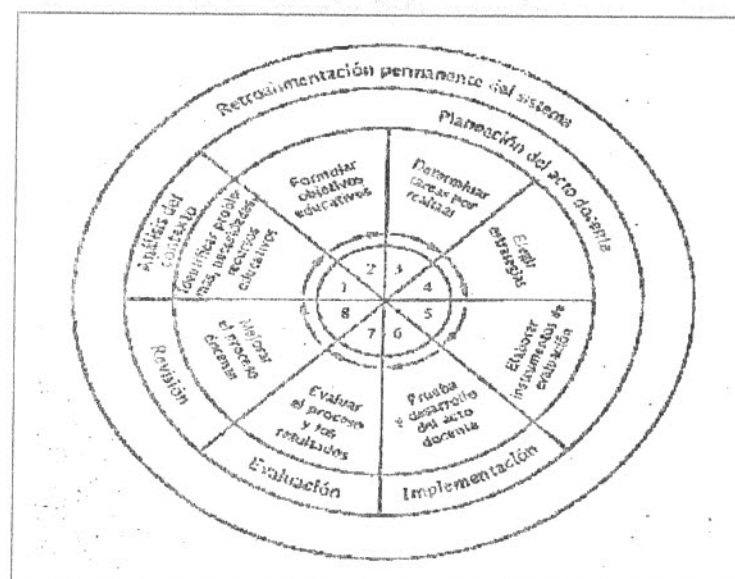 Retroalimentación permanente del sistema
Planeación del acto docente
Análisis del
contexto
Identificar proble-
mas, necesidades,
recursos
educativos
Formular
objetivos
educativos
Determinar
tareas por
realizar
Elegir
estrategias
Elaborar
instrumentos de
evaluación
Prueba
y desarrollo
del acto
docente
Evaluar
el proceso
y los
resultados
Mejorar
el proceso
docente
Revisión
Evaluación
Implementación
1
2
3
4
5
6
7
8